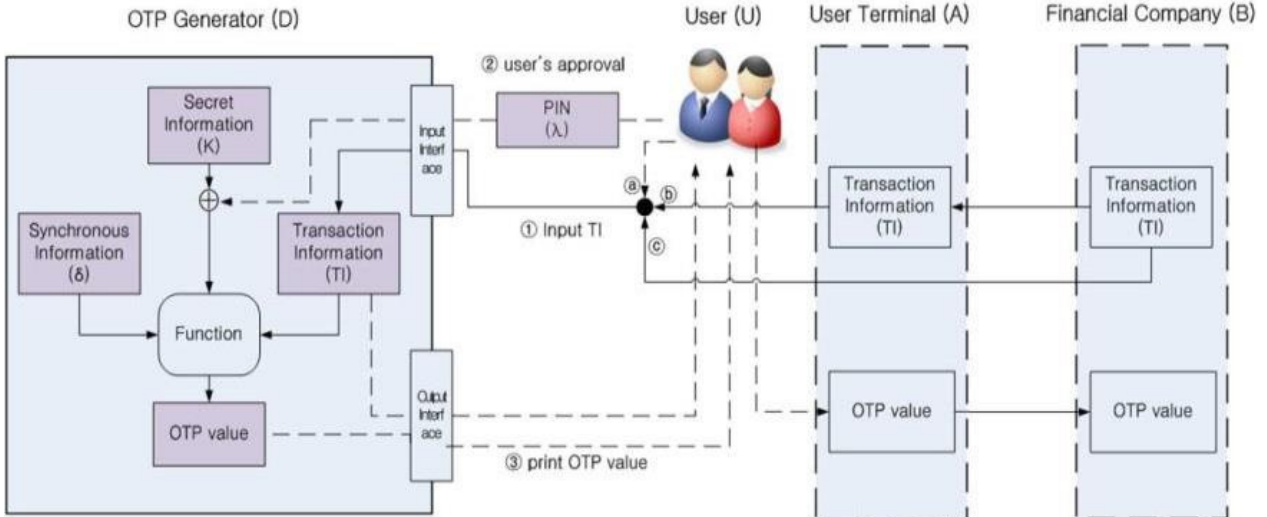 OTP Generator (D)
User (U)
User Terminal (A)
Financial Company (B)
② user's approval
Secret
Information
(K)
Input
Interf
ace
PIN
(λ)
ⓐ
ⓑ
ⓒ
① Input TI
Transaction
Information
(TI)
Transaction
Information
(TI)
Synchronous
Information
(δ)
Transaction
Information
(TI)
Function
Output
Interf
ace
OTP value
③ print OTP value
OTP value
OTP value